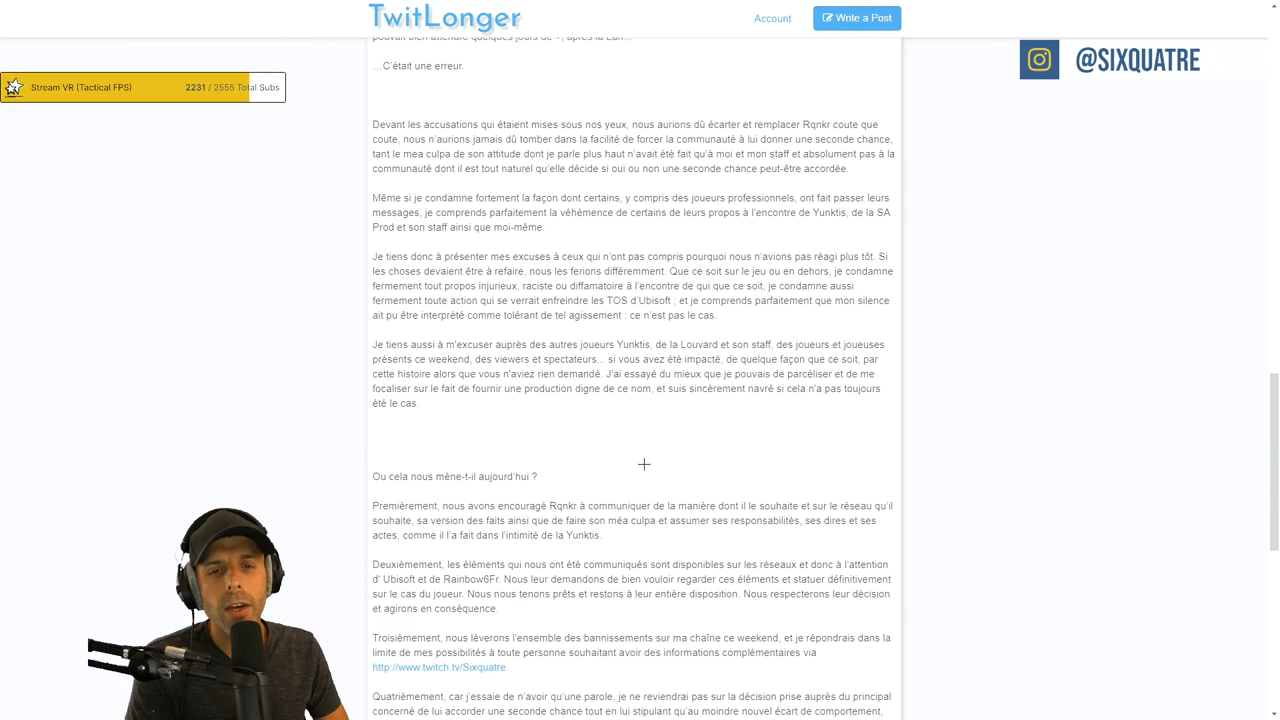 TwitLonger
Account
Write a Post
@SIXQUATRE
Stream VR (Tactical FPS)
2231 / 2555 Total Subs
pouvait bien attendre quelques jours de +, après la Lan...
...C'était une erreur.
Devant les accusations qui étaient mises sous nos yeux, nous aurions dû écarter et remplacer Rqnkr coute que
coute, nous n'aurions jamais dû tomber dans la facilité de forcer la communauté à lui donner une seconde chance,
tant le mea culpa de son attitude dont je parle plus haut n'avait été fait qu'à moi et mon staff et absolument pas à la
communauté dont il est tout naturel qu'elle décide si oui ou non une seconde chance peut-être accordée.
Même si je condamne fortement la façon dont certains, y compris des joueurs professionnels, ont fait passer leurs
messages, je comprends parfaitement la véhémence de certains de leurs propos à l'encontre de Yunktis, de la SA
Prod et son staff ainsi que moi-même.
Je tiens donc à présenter mes excuses à ceux qui n'ont pas compris pourquoi nous n'avions pas réagi plus tôt. Si
les choses devaient être à refaire, nous les ferions différemment. Que ce soit sur le jeu ou en dehors, je condamne
fermement tout propos injurieux, raciste ou diffamatoire à l'encontre de qui que ce soit, je condamne aussi
fermement toute action qui se verrait enfreindre les TOS d'Ubisoft ; et je comprends parfaitement que mon silence
ait pu être interprété comme tolérant de tel agissement : ce n'est pas le cas.
Je tiens aussi à m'excuser auprès des autres joueurs Yunktis, de la Louvard et son staff, des joueurs et joueuses
présents ce weekend, des viewers et spectateurs... si vous avez été impacté, de quelque façon que ce soit, par
cette histoire alors que vous n'aviez rien demandé. J'ai essayé du mieux que je pouvais de parcéliser et de me
focaliser sur le fait de fournir une production digne de ce nom, et suis sincèrement navré si cela n'a pas toujours
été le cas.
Ou cela nous mène-t-il aujourd'hui ?
Premièrement, nous avons encouragé Rqnkr à communiquer de la manière dont il le souhaite et sur le réseau qu'il
souhaite, sa version des faits ainsi que de faire son méa culpa et assumer ses responsabilités, ses dires et ses
actes, comme il l'a fait dans l'intimité de la Yunktis.
Deuxièmement, les éléments qui nous ont été communiqués sont disponibles sur les réseaux et donc à l'attention
d' Ubisoft et de Rainbow6Fr. Nous leur demandons de bien vouloir regarder ces éléments et statuer définitivement
sur le cas du joueur. Nous nous tenons prêts et restons à leur entière disposition. Nous respecterons leur décision
et agirons en conséquence.
Troisièmement, nous lèverons l'ensemble des bannissements sur ma chaîne ce weekend, et je répondrais dans la
limite de mes possibilités à toute personne souhaitant avoir des informations complémentaires via
http://www.twitch.tv/Sixquatre
Quatrièmement, car j'essaie de n'avoir qu'une parole, je ne reviendrai pas sur la décision prise auprès du principal
concerné de lui accorder une seconde chance tout en lui stipulant qu'au moindre nouvel écart de comportement,